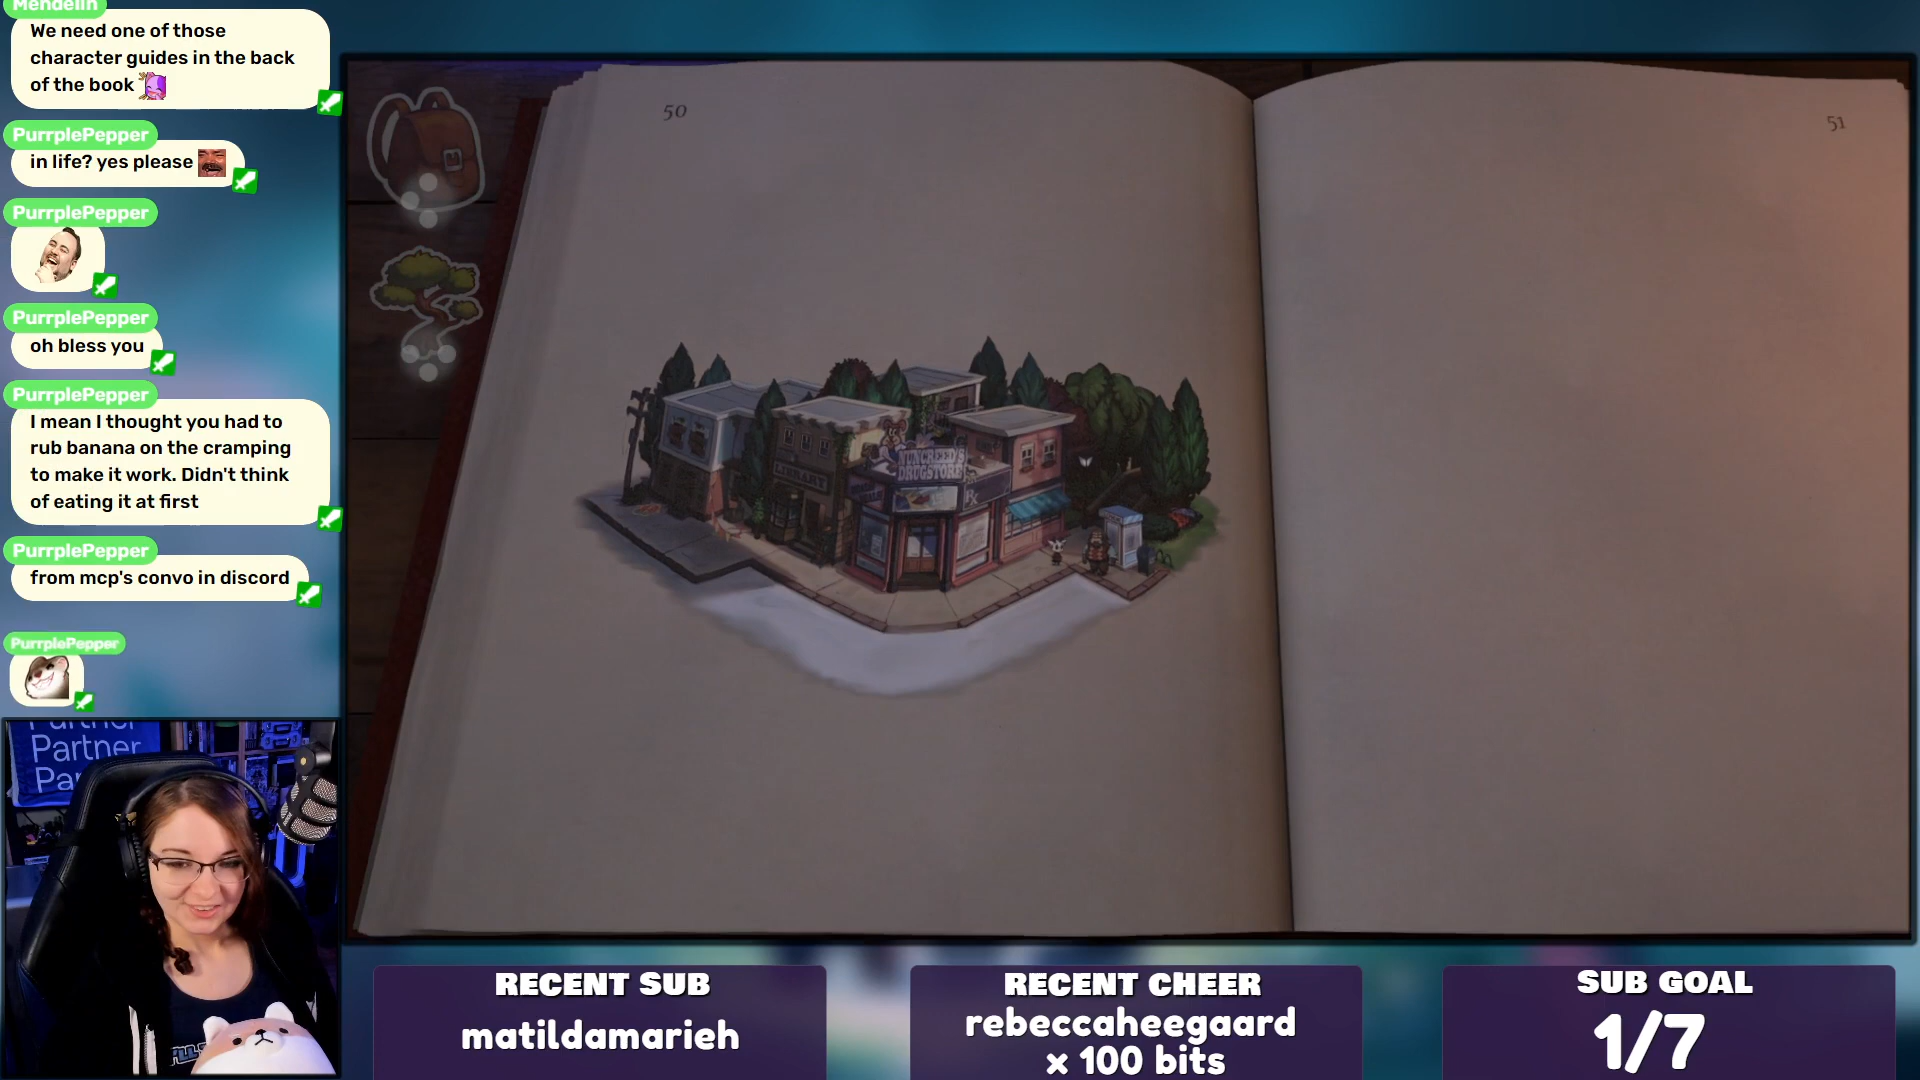 Mendelin
We need one of those
character guides in the back
of the book
PurrplePepper
in life? yes please
PurrplePepper
PurrplePepper
oh bless you
PurrplePepper
I mean I thought you had to
rub banana on the cramping
to make it work. Didn't think
of eating it at first
PurrplePepper
from mcp's convo in discord
PurrplePepper
50
51
LIBRARY
DRUGSTORE
Rx
Partner
Partner
RECENT SUB
matildamarieh
RECENT CHEER
rebeccaheegaard
x 100 bits
SUB GOAL
1/7